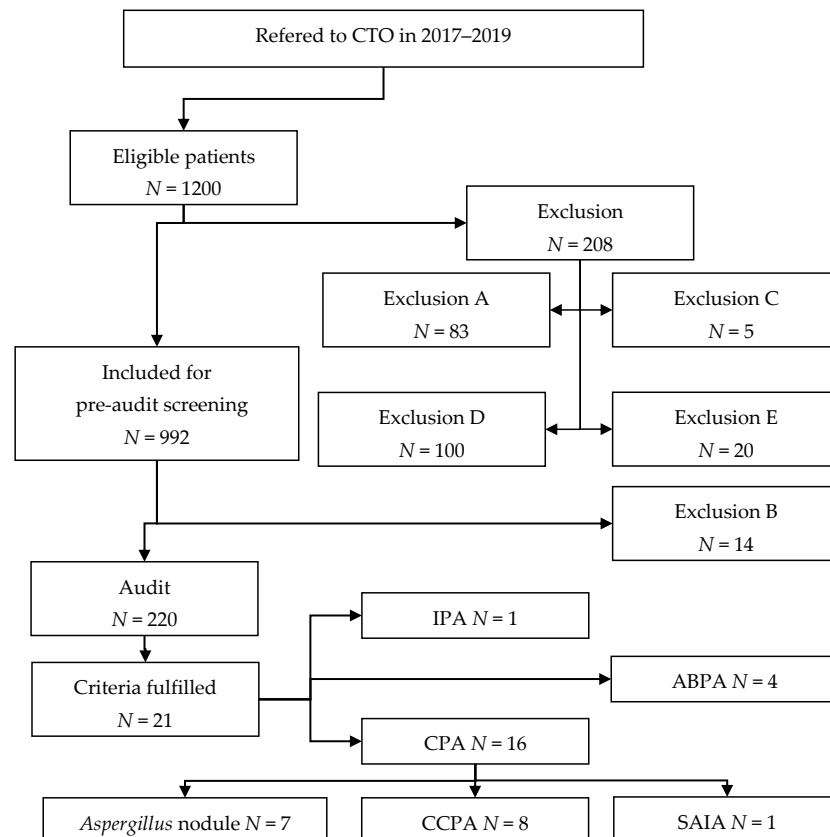 Refered to CTO in 2017–2019
Eligible patients
N = 1200
Exclusion
N = 208
Exclusion A
N = 83
Exclusion C
N = 5
Included for
pre-audit screening
N = 992
Exclusion D
N = 100
Exclusion E
N = 20
Exclusion B
N = 14
Audit
N = 220
IPA N = 1
Criteria fulfilled
N = 21
ABPA N = 4
CPA N = 16
Aspergillus nodule N = 7
CCPA N = 8
SAIA N = 1